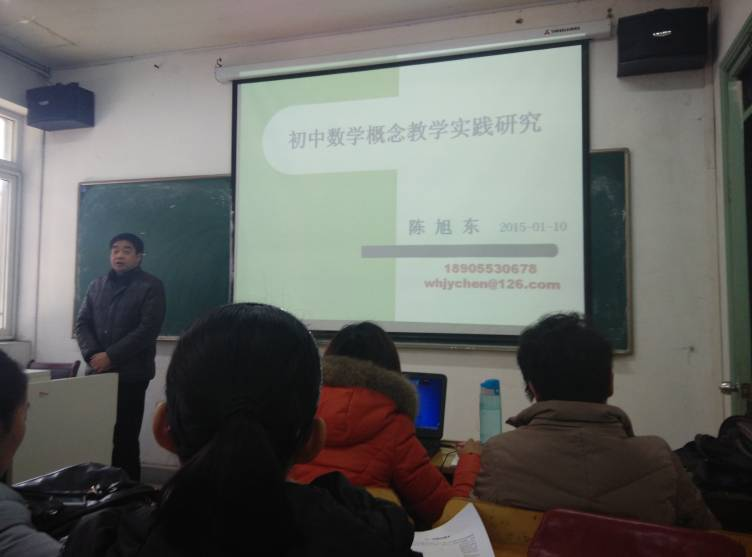 初中数学概念教学实践研究
陈 旭 东 2015-01-10
18905530678
whjychen@126.com